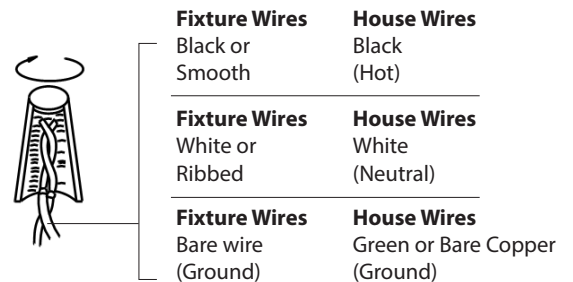 Fixture Wires House Wires
Black or Black
Smooth (Hot)
Fixture Wires House Wires
White or White
Ribbed (Neutral)
Fixture Wires House Wires
Bare wire Green or Bare Copper
(Ground) (Ground)